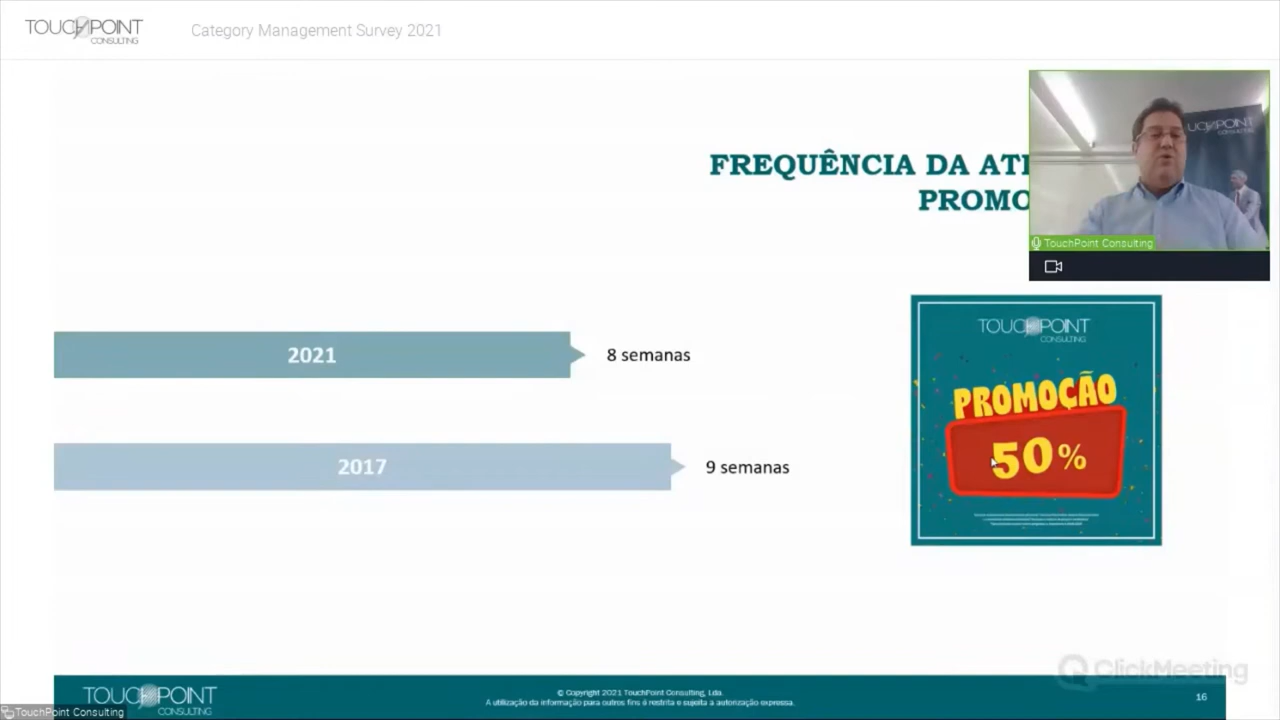 TOUCHPOINT
CONSULTING
Category Management Survey 2021
UCHPOINT
CONSULTING
TouchPoint Consulting
FREQUÊNCIA DA
PROMO
2021
8 semanas
2017
9 semanas
TOUCHPOINT
CONSULTING
PROMOÇÃO
50%
ClickMeeting
TOUCHPOINT
CONSULTING
© Copyright 2021 TouchPoint Consulting, Lda.
A utilização da informação para outros fins é restrita e sujeita a autorização expressa.
16
TouchPoint Consulting